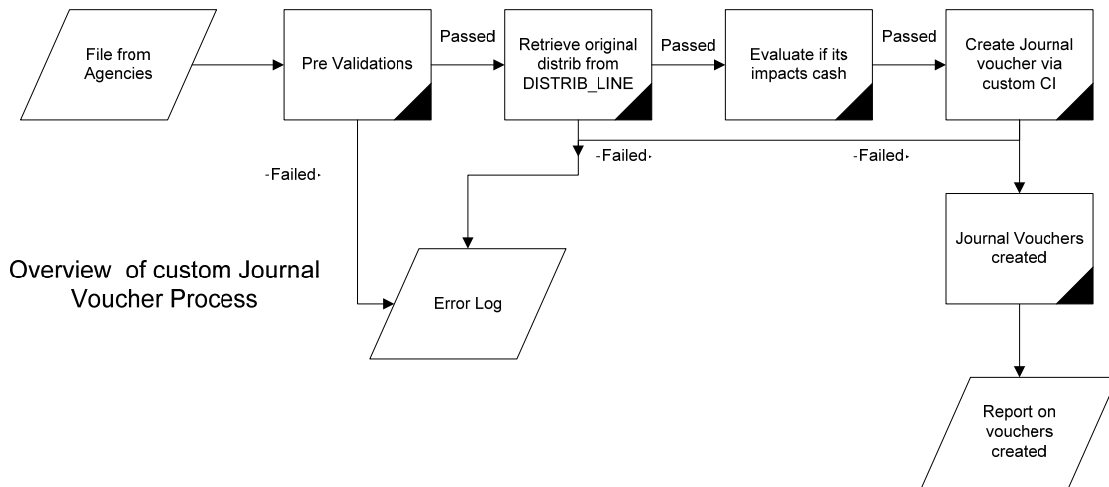 File from
Agencies
Pre Validations
Passed
Retrieve original
distrib from
DISTRIB_LINE
Passed
Evaluate if its
impacts cash
Passed
Create Journal
voucher via
custom CI
-Failed-
-Failed-
-Failed-
Journal Vouchers
created
Overview of custom Journal
Voucher Process
Error Log
Report on
vouchers
created